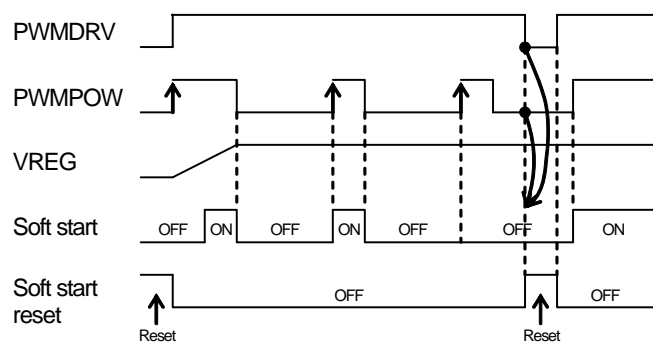 PWMDRV
PWMPOW
VREG
Soft start
OFF ON OFF ON OFF OFF ON
Soft start
reset
OFF OFF
Reset Reset